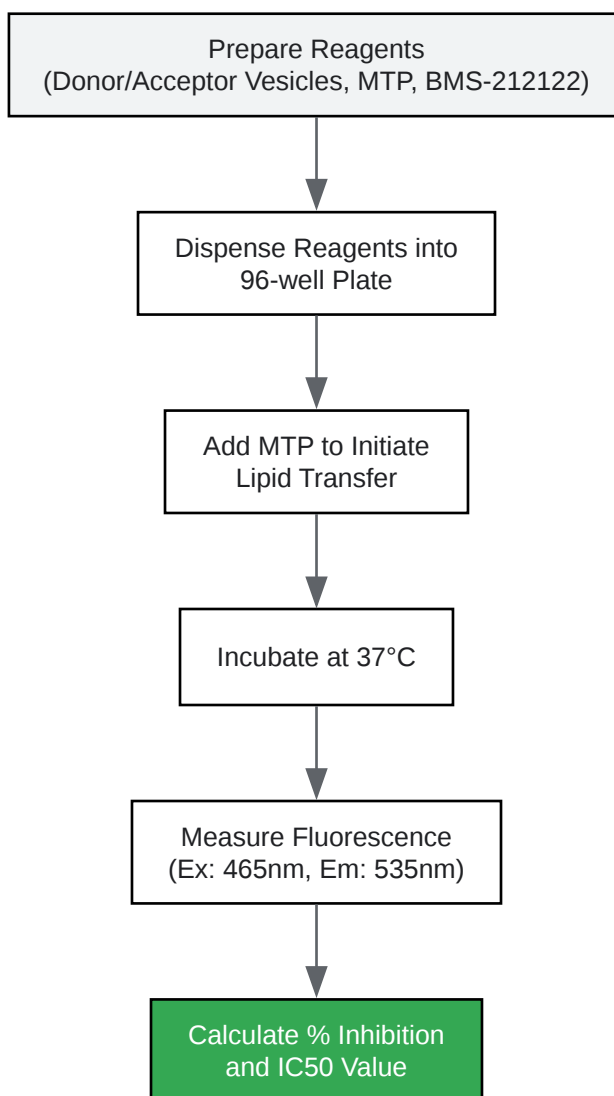 Prepare Reagents
(Donor/Acceptor Vesicles, MTP, BMS-212122)
Dispense Reagents into
96-well Plate
Add MTP to Initiate
Lipid Transfer
Incubate at 37°C
Measure Fluorescence
(Ex: 465nm, Em: 535nm)
Calculate % Inhibition
and IC50 Value